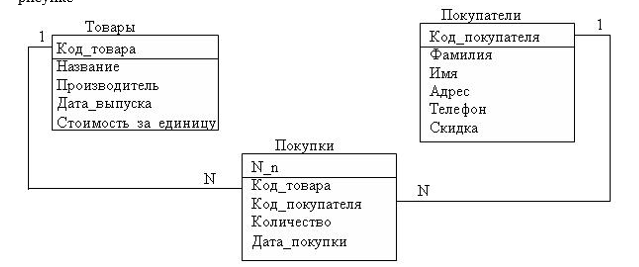 рисунке
Покупатели
Товары
1
1
Код_товара
Название
Производитель
Дата_выпуска
Стоимость за единицу
Код_покупателя
Фамилия
Имя
Адрес
Телефон
Скидка
Покупки
N
N
N_п
Код_товара
Код_покупателя
Количество
Дата_покупки